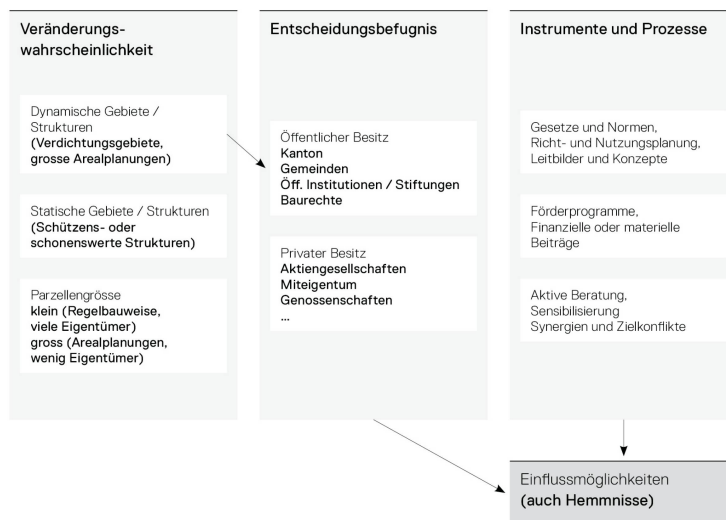 Veränderungs-
wahrscheinlichkeit
Dynamische Gebiete /
Strukturen
(Verdichtungsgebiete,
grosse Arealplanungen)
Statische Gebiete / Strukturen
(Schützens- oder
schonenswerte Strukturen)
Parzellengrösse
klein (Regelbauweise,
viele Eigentümer)
gross (Arealplanungen,
wenig Eigentümer)
Entscheidungsbefugnis
Öffentlicher Besitz
Kanton
Gemeinden
Öff. Institutionen / Stiftungen
Baurechte
Privater Besitz
Aktiengesellschaften
Miteigentum
Genossenschaften
...
Instrumente und Prozesse
Gesetze und Normen,
Richt- und Nutzungsplanung,
Leitbilder und Konzepte
Förderprogramme,
Finanzielle oder materielle
Beiträge
Aktive Beratung,
Sensibilisierung
Synergien und Zielkonflikte
Einflussmöglichkeiten
(auch Hemmnisse)